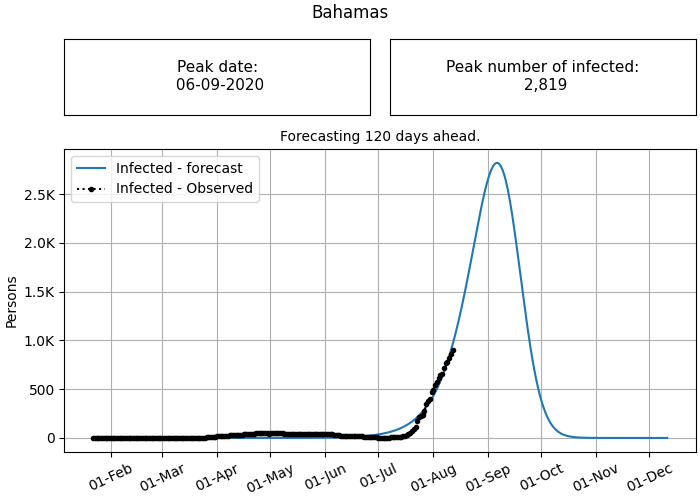 Bahamas
Peak date:
06-09-2020
Peak number of infected:
2,819
Forecasting 120 days ahead.
Infected - forecast
Infected - Observed
Persons
2.5K
2.0K
1.5K
1.0K
500
0
01-Feb
01-Mar
01-Apr
01-May
01-Jun
01-Jul
01-Aug
01-Sep
01-Oct
01-Nov
01-Dec